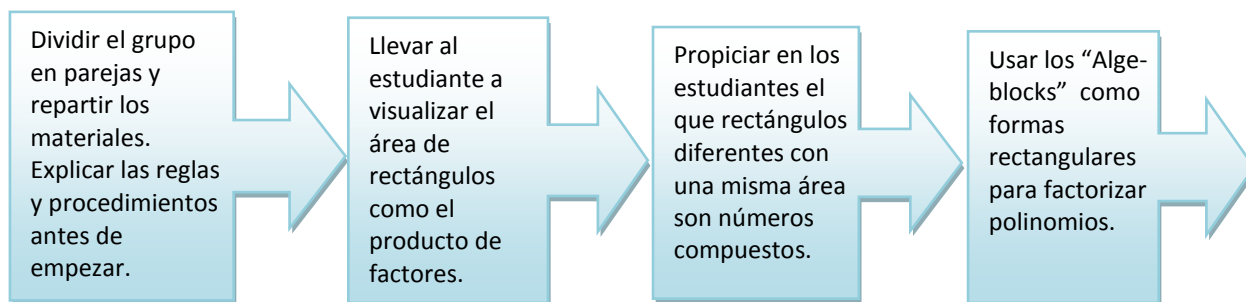 Dividir el grupo
en parejas y
repartir los
materiales.
Explicar las reglas
y procedimientos
antes de
empezar.
Llevar al
estudiante a
visualizar el
área de
rectángulos
como el
producto de
factores.
Propiciar en los
estudiantes el
que rectángulos
diferentes con
una misma área
son números
compuestos.
Usar los “Alge-
blocks”  como
formas
rectangulares
para factorizar
polinomios.